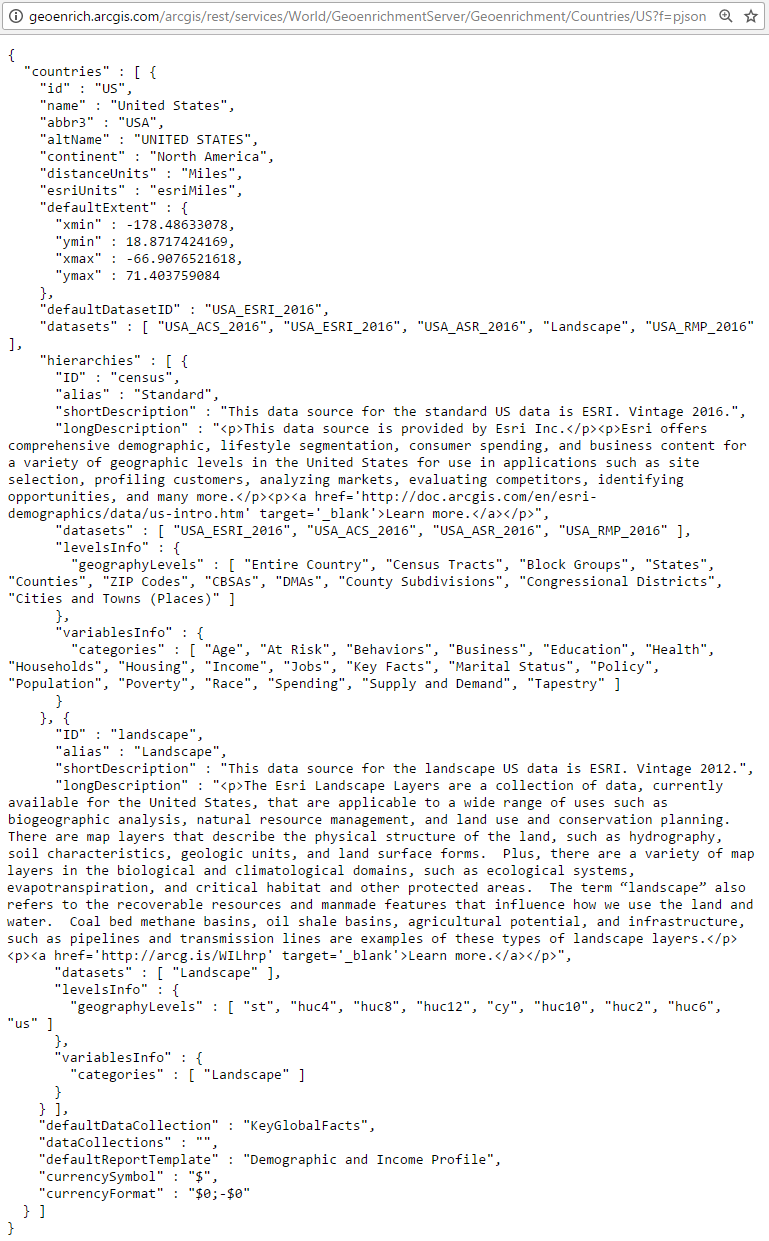 geoenrich.arcgis.com/arcgis/rest/services/World/GeoenrichmentServer/Geoenrichment/Countries/US?f=pjson
{
  "countries" : [ {
    "id" : "US",
    "name" : "United States",
    "abbr3" : "USA",
    "altName" : "UNITED STATES",
    "continent" : "North America",
    "distanceUnits" : "Miles",
    "esriUnits" : "esriMiles",
    "defaultExtent" : {
      "xmin" : -178.48633078,
      "ymin" : 18.8717424169,
      "xmax" : -66.9076521618,
      "ymax" : 71.403759084
    },
    "defaultDatasetID" : "USA_ESRI_2016",
    "datasets" : [ "USA_ACS_2016", "USA_ESRI_2016", "USA_ASR_2016", "Landscape", "USA_RMP_2016"
],
    "hierarchies" : [ {
      "ID" : "census",
      "alias" : "Standard",
      "shortDescription" : "This data source for the standard US data is ESRI. Vintage 2016.",
      "longDescription" : "<p>This data source is provided by Esri Inc.</p><p>Esri offers
comprehensive demographic, lifestyle segmentation, consumer spending, and business content for
a variety of geographic levels in the United States for use in applications such as site
selection, profiling customers, analyzing markets, evaluating competitors, identifying
opportunities, and many more.</p><p><a href='http://doc.arcgis.com/en/esri-
demographics/data/us-intro.htm' target='_blank'>Learn more.</a></p>",
      "datasets" : [ "USA_ESRI_2016", "USA_ACS_2016", "USA_ASR_2016", "USA_RMP_2016" ],
      "levelsInfo" : {
        "geographyLevels" : [ "Entire Country", "Census Tracts", "Block Groups", "States",
"Counties", "ZIP Codes", "CBSAs", "DMAs", "County Subdivisions", "Congressional Districts",
"Cities and Towns (Places)" ]
      },
      "variablesInfo" : {
        "categories" : [ "Age", "At Risk", "Behaviors", "Business", "Education", "Health",
"Households", "Housing", "Income", "Jobs", "Key Facts", "Marital Status", "Policy",
"Population", "Poverty", "Race", "Spending", "Supply and Demand", "Tapestry" ]
      }
    }, {
      "ID" : "landscape",
      "alias" : "Landscape",
      "shortDescription" : "This data source for the landscape US data is ESRI. Vintage 2012.",
      "longDescription" : "<p>The Esri Landscape Layers are a collection of data, currently
available for the United States, that are applicable to a wide range of uses such as
biogeographic analysis, natural resource management, and land use and conservation planning.
There are map layers that describe the physical structure of the land, such as hydrography,
soil characteristics, geologic units, and land surface forms.  Plus, there are a variety of map
layers in the biological and climatological domains, such as ecological systems,
evapotranspiration, and critical habitat and other protected areas.  The term “landscape” also
refers to the recoverable resources and manmade features that influence how we use the land and
water.  Coal bed methane basins, oil shale basins, agricultural potential, and infrastructure,
such as pipelines and transmission lines are examples of these types of landscape layers.</p>
<p><a href='http://arcg.is/WILhrp' target='_blank'>Learn more.</a></p>",
      "datasets" : [ "Landscape" ],
      "levelsInfo" : {
        "geographyLevels" : [ "st", "huc4", "huc8", "huc12", "cy", "huc10", "huc2", "huc6",
"us" ]
      },
      "variablesInfo" : {
        "categories" : [ "Landscape" ]
      }
    } ],
    "defaultDataCollection" : "KeyGlobalFacts",
    "dataCollections" : "",
    "defaultReportTemplate" : "Demographic and Income Profile",
    "currencySymbol" : "$",
    "currencyFormat" : "$0;-$0"
  } ]
}